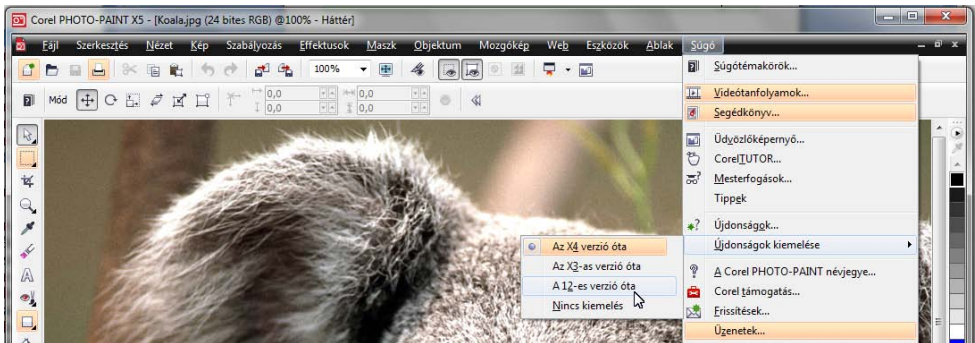 Corel PHOTO-PAINT X5 - [Koala.jpg (24 bites RGB) @100% - Háttér]
Fájl Szerkesztés Nézet Kép Szabályozás Effektusok Maszk Objektum Mozgókép Web Eszközök Ablak Súgó
100%
Mód 0,0 0,0
0,0 0,0
Súgótémakörök...
Videótanfolyamok...
Segédkönyv...
Üdvözlőképernyő...
CorelTUTOR...
Mesterfogások...
Tippek
Újdonságok...
Újdonságok kiemelése
Az X4 verzió óta
Az X3-as verzió óta
A 12-es verzió óta
Nincs kiemelés
A Corel PHOTO-PAINT névjegye...
Corel támogatás...
Frissítések...
Üzenetek...